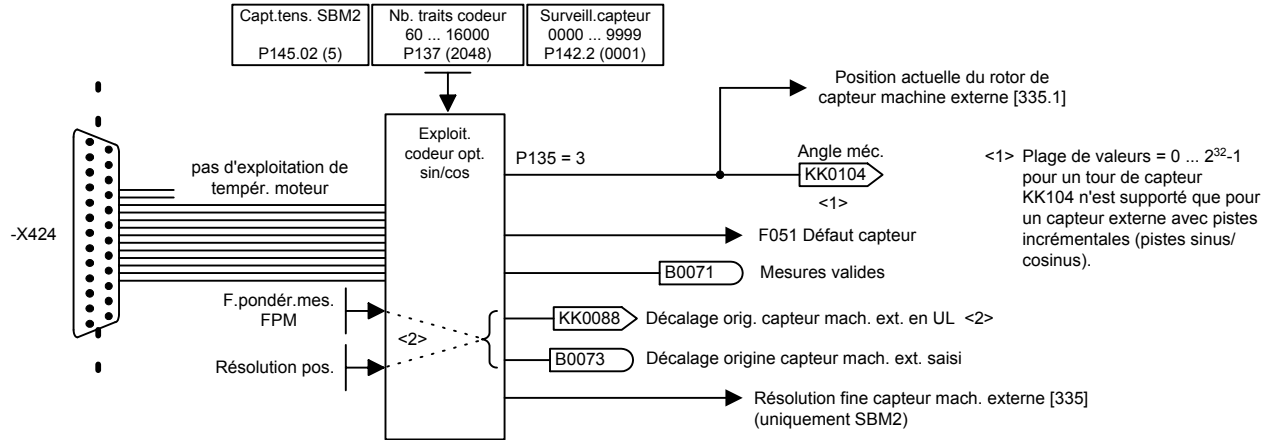 Capt.tens. SBM2
P145.02 (5)
Nb. traits codeur
60 ... 16000
P137 (2048)
Surveill.capteur
0000 ... 9999
P142.2 (0001)
Position actuelle du rotor de
capteur machine externe [335.1]
Exploit.
codeur opt.
sin/cos
P135 = 3
Angle méc.
KK0104
<1>
<1> Plage de valeurs = 0 ... 2³²-1
pour un tour de capteur
KK104 n'est supporté que pour
un capteur externe avec pistes
incrémentales (pistes sinus/
cosinus).
pas d'exploitation de
tempér. moteur
-X424
F051 Défaut capteur
B0071 Mesures valides
F.pondér.mes.
FPM
<2>
KK0088 Décalage orig. capteur mach. ext. en UL <2>
Résolution pos.
B0073 Décalage origine capteur mach. ext. saisi
Résolution fine capteur mach. externe [335]
(uniquement SBM2)